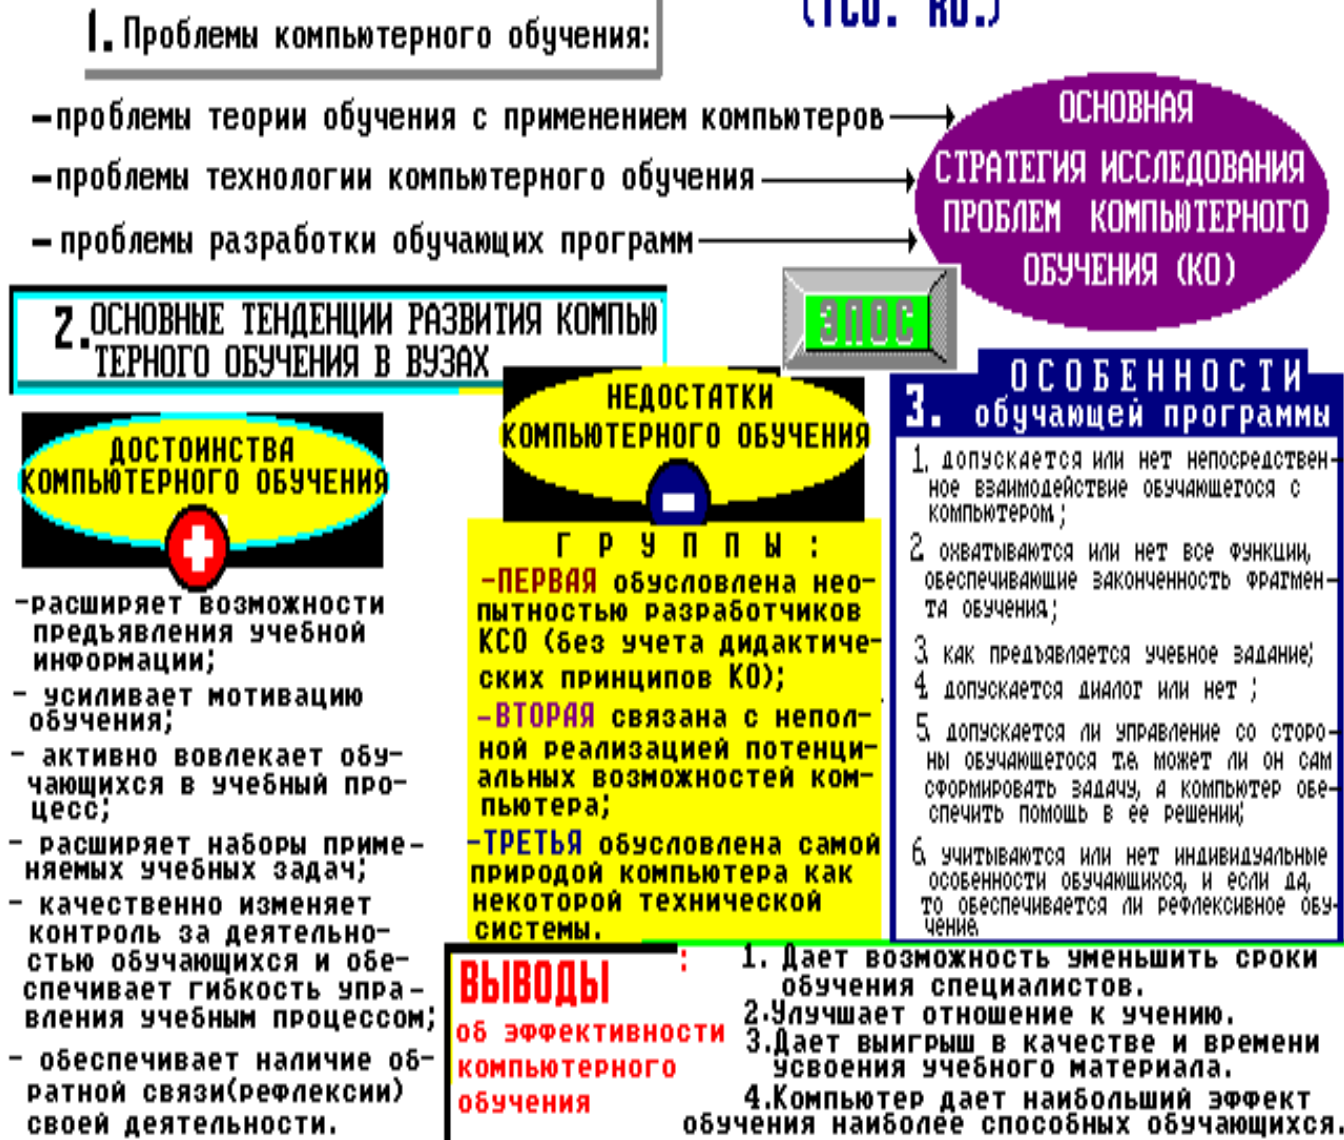 1. Проблемы компьютерного обучения:
–проблемы теории обучения с применением компьютеров
–проблемы технологии компьютерного обучения
– проблемы разработки обучающих программ
ОСНОВНАЯ
СТРАТЕГИЯ ИССЛЕДОВАНИЯ
ПРОБЛЕМ КОМПЬЮТЕРНОГО
ОБУЧЕНИЯ (КО)
ЭПОС
2. ОСНОВНЫЕ ТЕНДЕНЦИИ РАЗВИТИЯ КОМПЬЮ
ТЕРНОГО ОБУЧЕНИЯ В ВУЗАХ
ДОСТОИНСТВА
КОМПЬЮТЕРНОГО ОБУЧЕНИЯ
–расширяет возможности
предъявления учебной
информации;
– усиливает мотивацию
обучения;
– активно вовлекает обу–
чающихся в учебный про–
цесс;
– расширяет наборы приме–
няемых учебных задач;
– качественно изменяет
контроль за деятельно–
стью обучающихся и обе–
спечивает гибкость упра–
вления учебным процессом;
– обеспечивает наличие об–
ратной связи(рефлексии)
своей деятельности.
НЕДОСТАТКИ
КОМПЬЮТЕРНОГО ОБУЧЕНИЯ
Г Р У П П Ы :
–ПЕРВАЯ обусловлена нео–
пытностью разработчиков
КСО (без учета дидактиче–
ских принципов КО);
–ВТОРАЯ связана с непол–
ной реализацией потенци–
альных возможностей ком–
пьютера;
–ТРЕТЬЯ обусловлена самой
природой компьютера как
некоторой технической
системы.
3. ОСОБЕННОСТИ
обучающей программы
1. допускается или нет непосредствен–
ное взаимодействие обучающегося с
компьютером;
2. охватываются или нет все функции,
обеспечивающие законченность фрагмен–
та обучения;
3. как предъявляется учебное задание;
4. допускается диалог или нет ;
5. допускается ли управление со сторо–
ны обучающегося т.е. может ли он сам
сформировать задачу, а компьютер обе–
спечить помощь в ее решении;
6. учитываются или нет индивидуальные
особенности обучающихся, и если да,
то обеспечивается ли рефлексивное обу–
чение.
ВЫВОДЫ :
об эффективности
компьютерного
обучения
1. Дает возможность уменьшить сроки
обучения специалистов.
2.Улучшает отношение к учению.
3.Дает выигрыш в качестве и времени
усвоения учебного материала.
4.Компьютер дает наибольший эффект
обучения наиболее способных обучающихся.